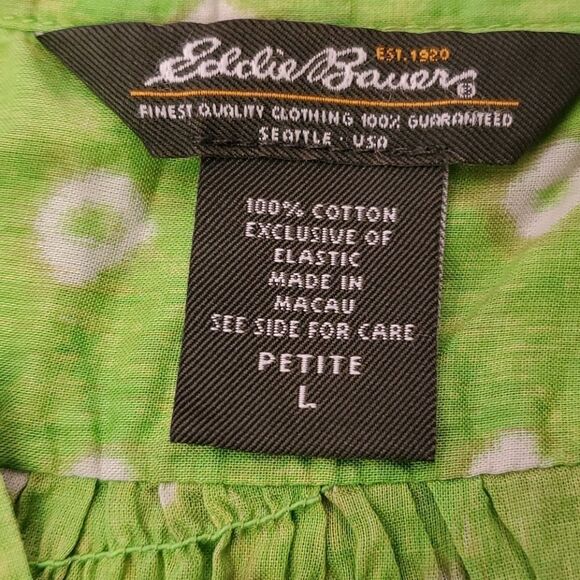 Eddie Bauer
EST. 1920
FINEST QUALITY CLOTHING 100% GUARANTEED
SEATTLE · USA
100% COTTON
EXCLUSIVE OF
ELASTIC
MADE IN
MACAU
SEE SIDE FOR CARE
PETITE
L